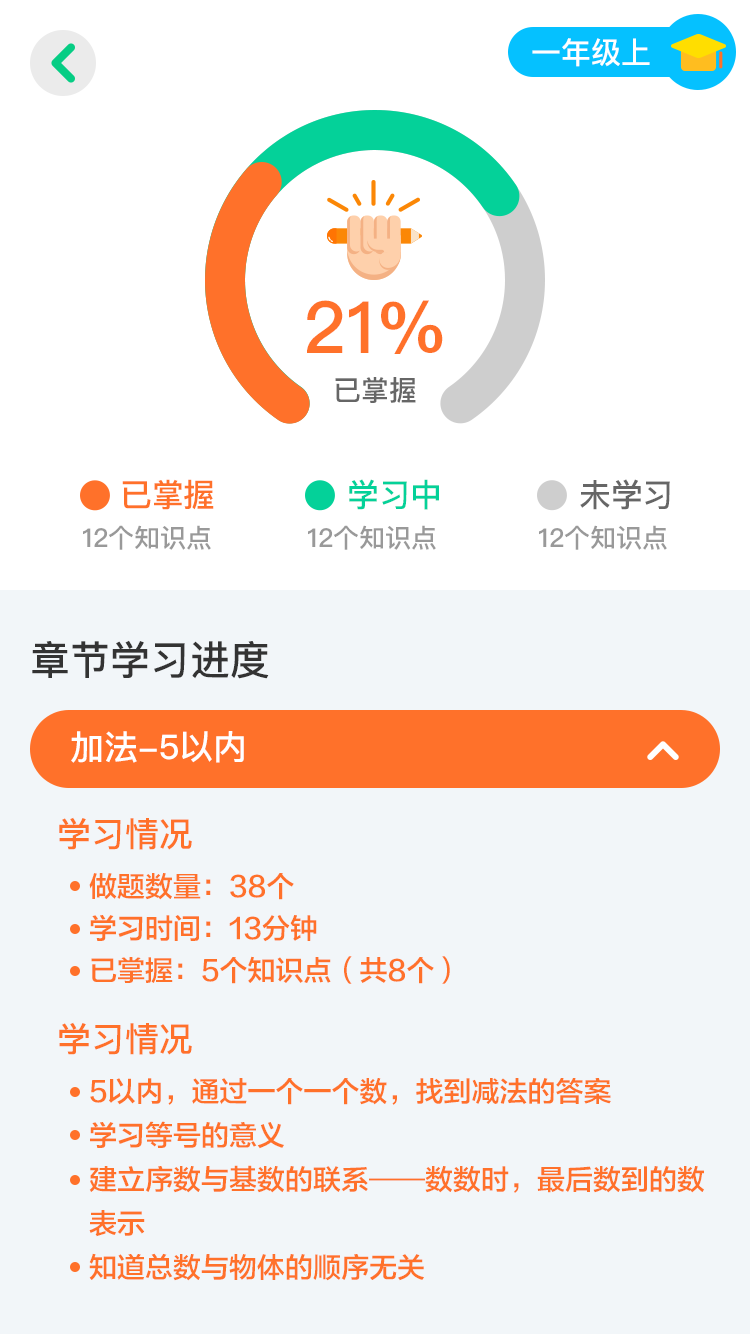 一年级上
21%
已掌握
已掌握 学习中 未学习
12个知识点 12个知识点 12个知识点
章节学习进度
加法-5以内
学习情况
• 做题数量：38个
• 学习时间：13分钟
• 已掌握：5个知识点（共8个）
学习情况
• 5以内，通过一个一个数，找到减法的答案
• 学习等号的意义
• 建立序数与基数的联系——数数时，最后数到的数
表示
• 知道总数与物体的顺序无关